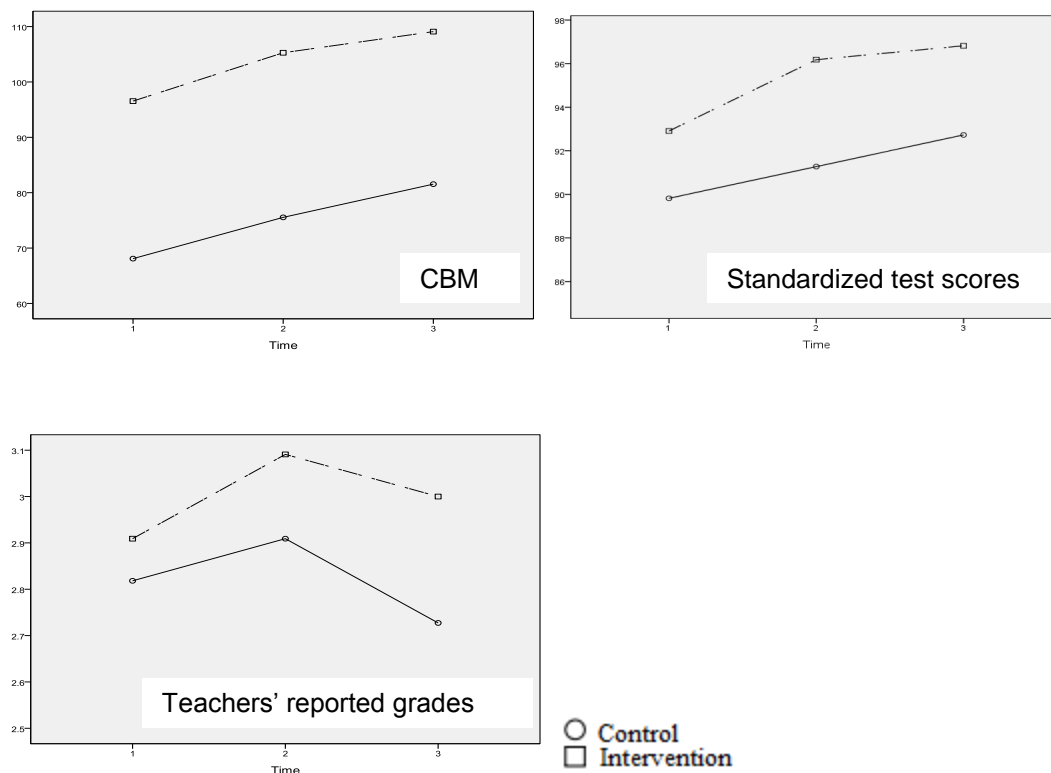 110
100
90
80
70
60
1 2 3
Time
CBM
98
96
94
92
90
88
86
1 2 3
Time
Standardized test scores
3.1
3
2.9
2.8
2.7
2.6
2.5
1 2 3
Time
Teachers’ reported grades
Control
Intervention